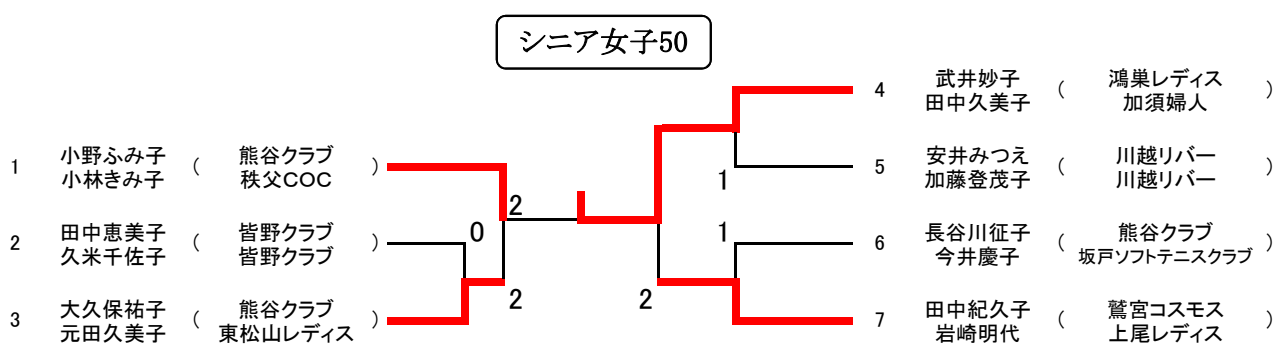 シニア女子50
1 小野ふみ子 ( 熊谷クラブ )
小林きみ子 秩父COC
2 田中恵美子 ( 皆野クラブ )
久米千佐子 皆野クラブ
3 大久保祐子 ( 熊谷クラブ )
元田久美子 東松山レディス
0
2
2
4 武井妙子 ( 鴻巣レディス )
田中久美子 加須婦人
5 安井みつえ ( 川越リバー )
加藤登茂子 川越リバー
6 長谷川征子 ( 熊谷クラブ )
今井慶子 坂戸ソフトテニスクラブ
7 田中紀久子 ( 鷲宮コスモス )
岩崎明代 上尾レディス
1
1
2